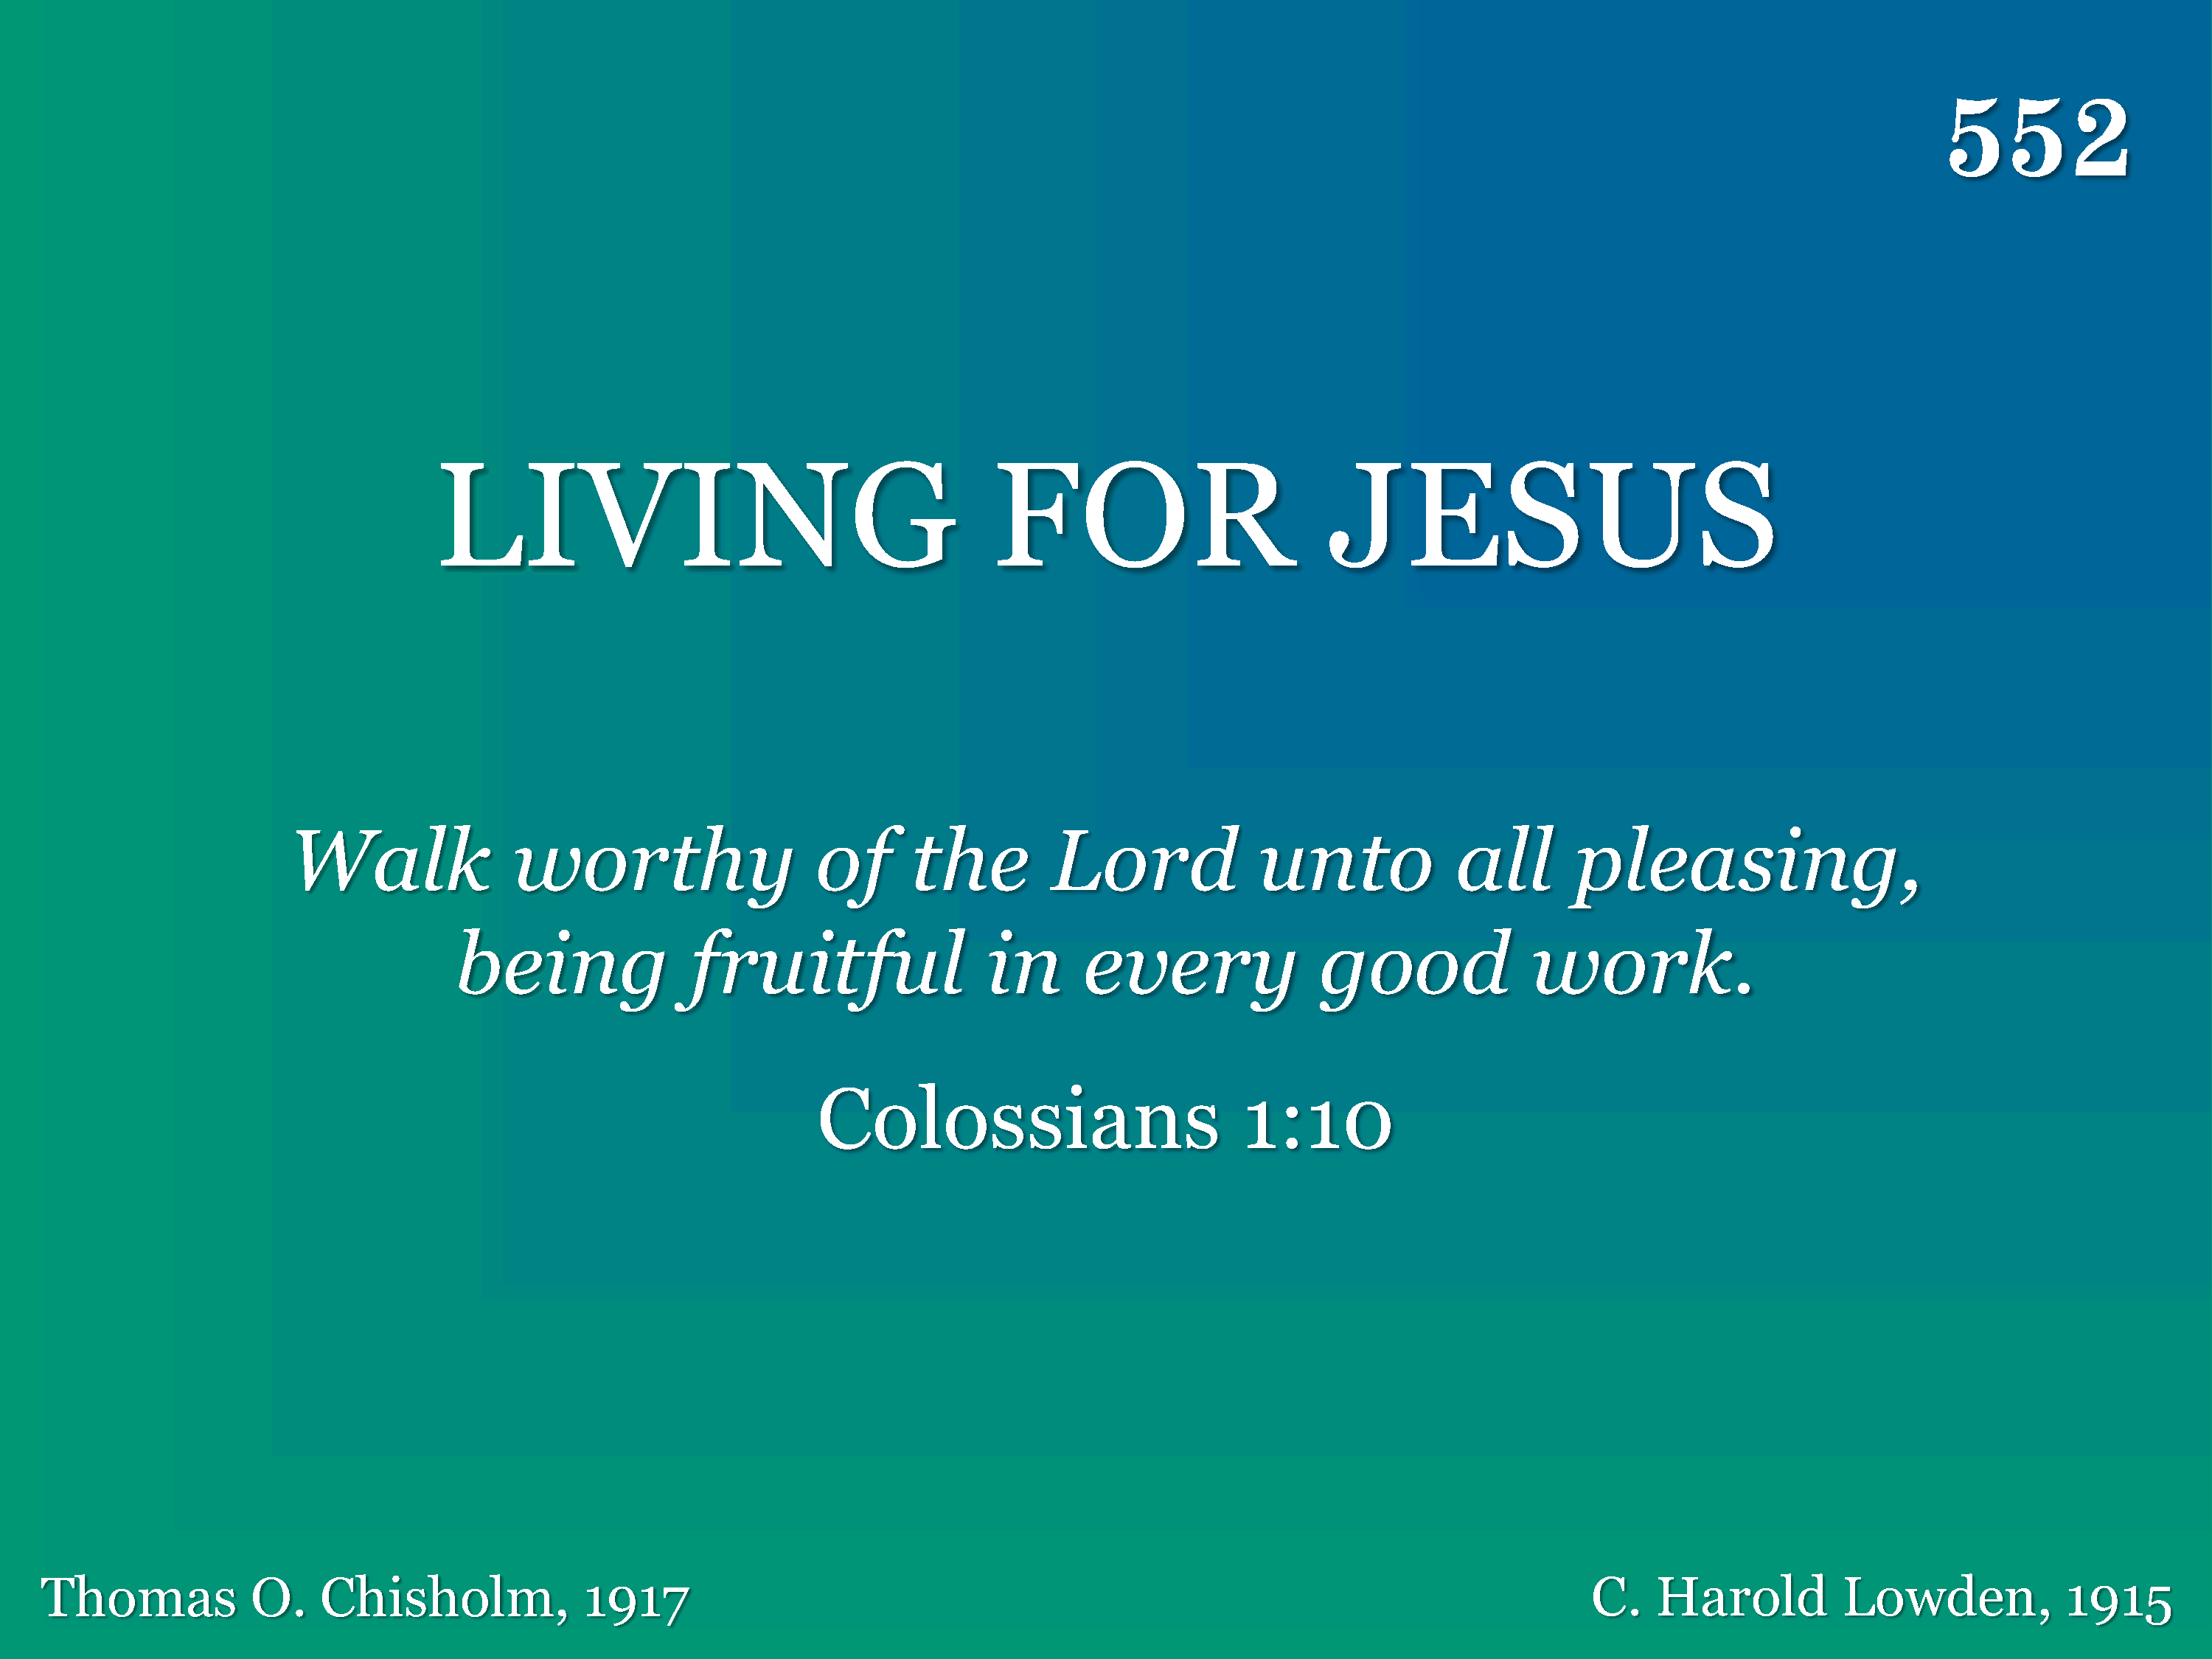 552
LIVING FOR JESUS
Walk worthy of the Lord unto all pleasing,
being fruitful in every good work.
Colossians 1:10
Thomas O. Chisholm, 1917
C. Harold Lowden, 1915